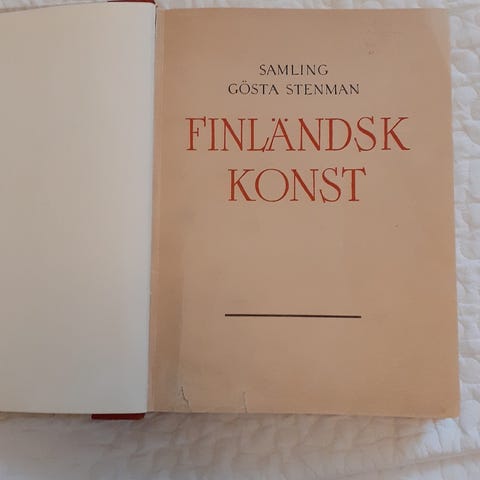 SAMLING
GÖSTA STENMAN
FINLÄNDSK
KONST